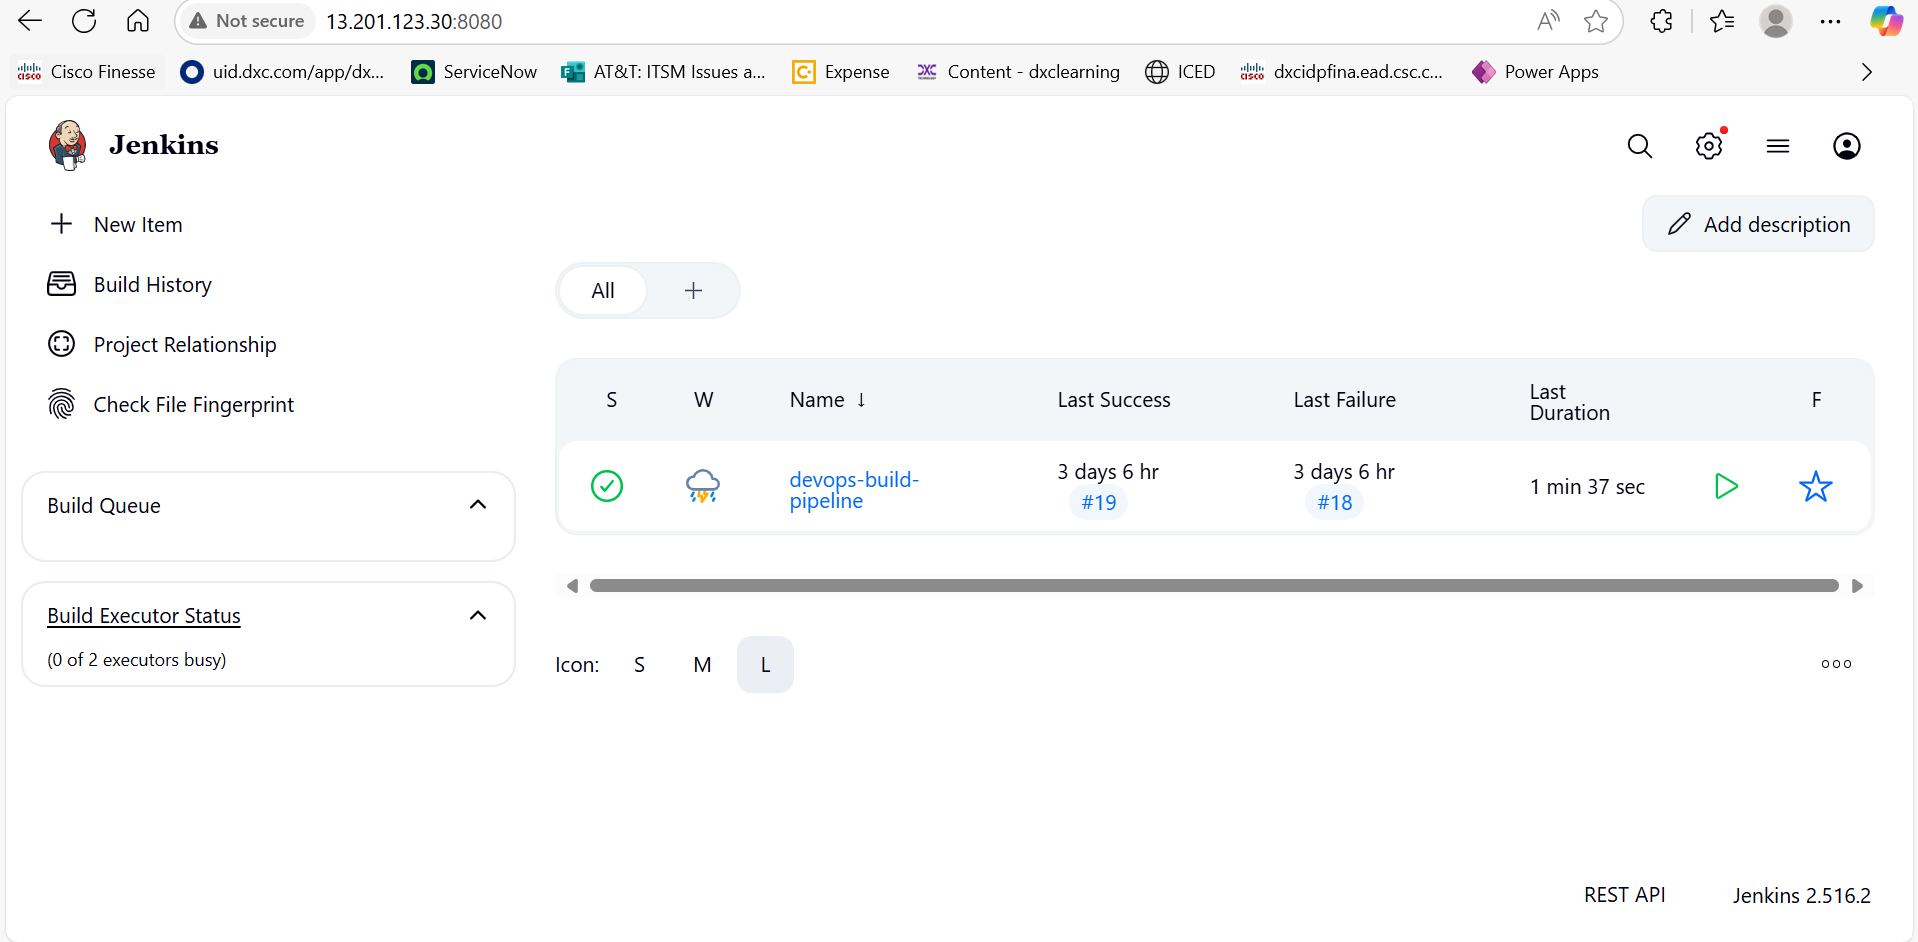 Not secure
13.201.123.30:8080
Cisco Finesse
uid.dxc.com/app/dx...
ServiceNow
AT&T: ITSM Issues a...
Expense
Content - dxclearning
ICED
dxcidpfina.ead.csc.c...
Power Apps
Jenkins
New Item
Build History
Project Relationship
Check File Fingerprint
Build Queue
Build Executor Status
(0 of 2 executors busy)
Add description
All
S W Name ↓ Last Success Last Failure Last
Duration F
devops-build-
pipeline
3 days 6 hr
#19
3 days 6 hr
#18
1 min 37 sec
Icon: S M L
REST API
Jenkins 2.516.2